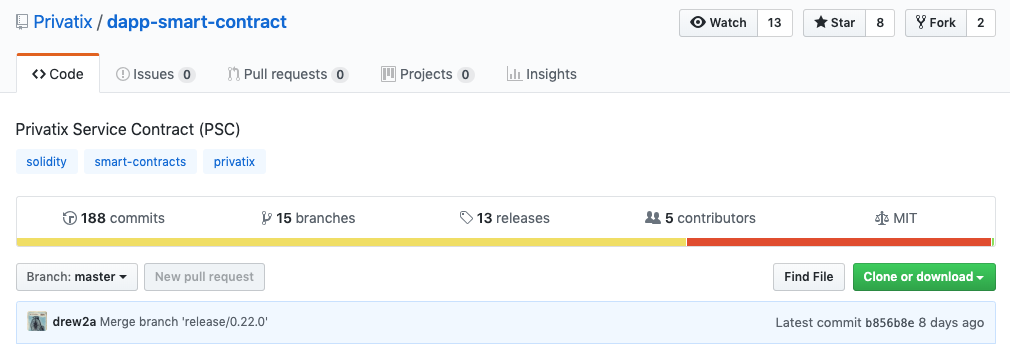 Privatix / dapp-smart-contract Watch 13 Star 8 Fork 2
Code Issues 0 Pull requests 0 Projects 0 Insights
Privatix Service Contract (PSC)
solidity smart-contracts privatix
188 commits 15 branches 13 releases 5 contributors MIT
Branch: master New pull request Find File Clone or download
drew2a Merge branch 'release/0.22.0' Latest commit b856b8e 8 days ago